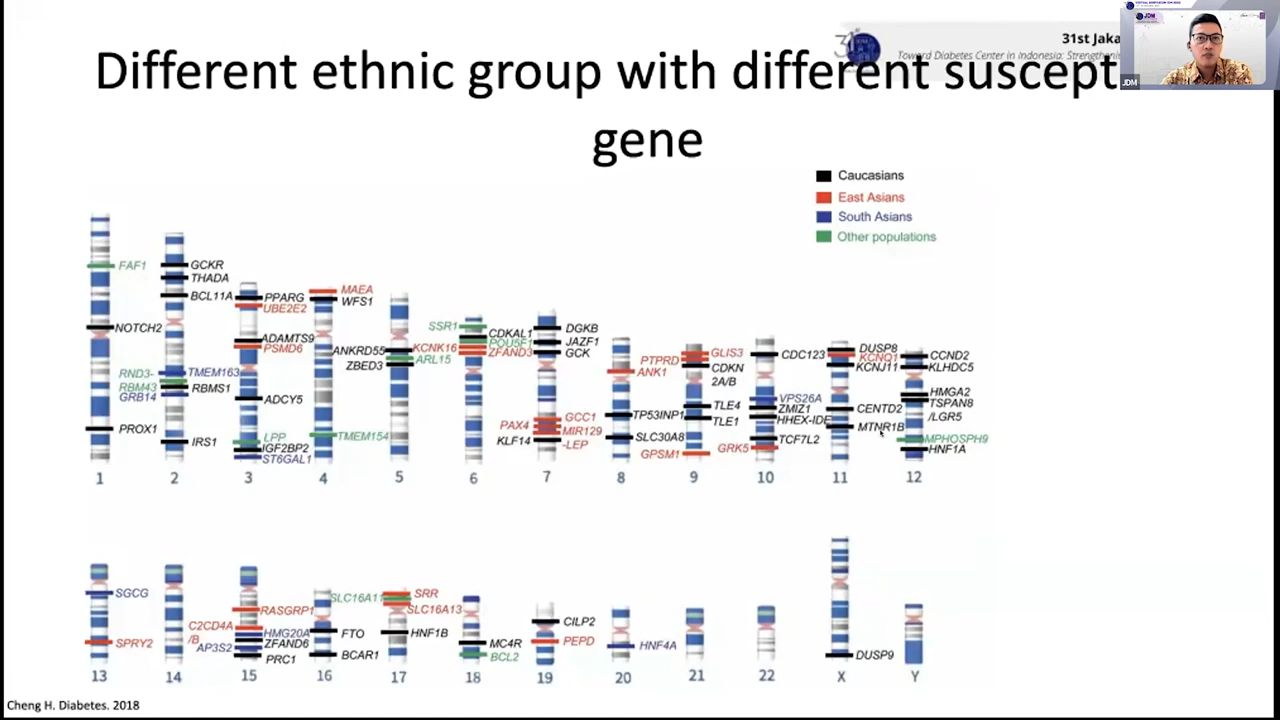 31st Jaka
Toward Diabetes Center in Indonesia: Strengtheni
JDM
JDM
Different ethnic group with different suscept
gene
Caucasians
East Asians
South Asians
Other populations
FAF1
NOTCH2
PROX1
1
GCKR
THADA
BCL11A
RND3-
TMEM163
RBM43
RBMS1
GRB14
IRS1
2
PPARG
UBE2E2
ADAMTS9
PSMD6
ADCY5
LPP
IGF2BP2
ST6GAL1
3
MAEA
WFS1
TMEM154
4
ANKRD55
ARL15
ZBED3
5
SSR1
CDKAL1
POU5F1
KCNK16
ZFAND3
6
DGKB
JAZF1
GCK
GCC1
PAX4
MIR129
-LEP
KLF14
7
ANK1
TP53INP1
SLC30A8
8
GLIS3
PTPRD
CDKN
2A/B
TLE4
TLE1
GPSM1
9
CDC123
VPS26A
ZMIZ1
HHEX-IDE
TCF7L2
GRK5
10
DUSP8
KCNQ1
KCNJ11
CENTD2
MTNR1B
11
CCND2
KLHDC5
HMGA2
TSPAN8
/LGR5
MPHOSPH9
HNF1A
12
SGCG
SPRY2
13
14
RASGRP1
C2CD4A
/B
HMG20A
ZFAND6
AP3S2
PRC1
15
FTO
BCAR1
16
SRR
SLC16A11
SLC16A13
HNF1B
17
MC4R
BCL2
18
CILP2
PEPD
19
HNF4A
20
21
22
DUSP9
X
Y
Cheng H. Diabetes. 2018